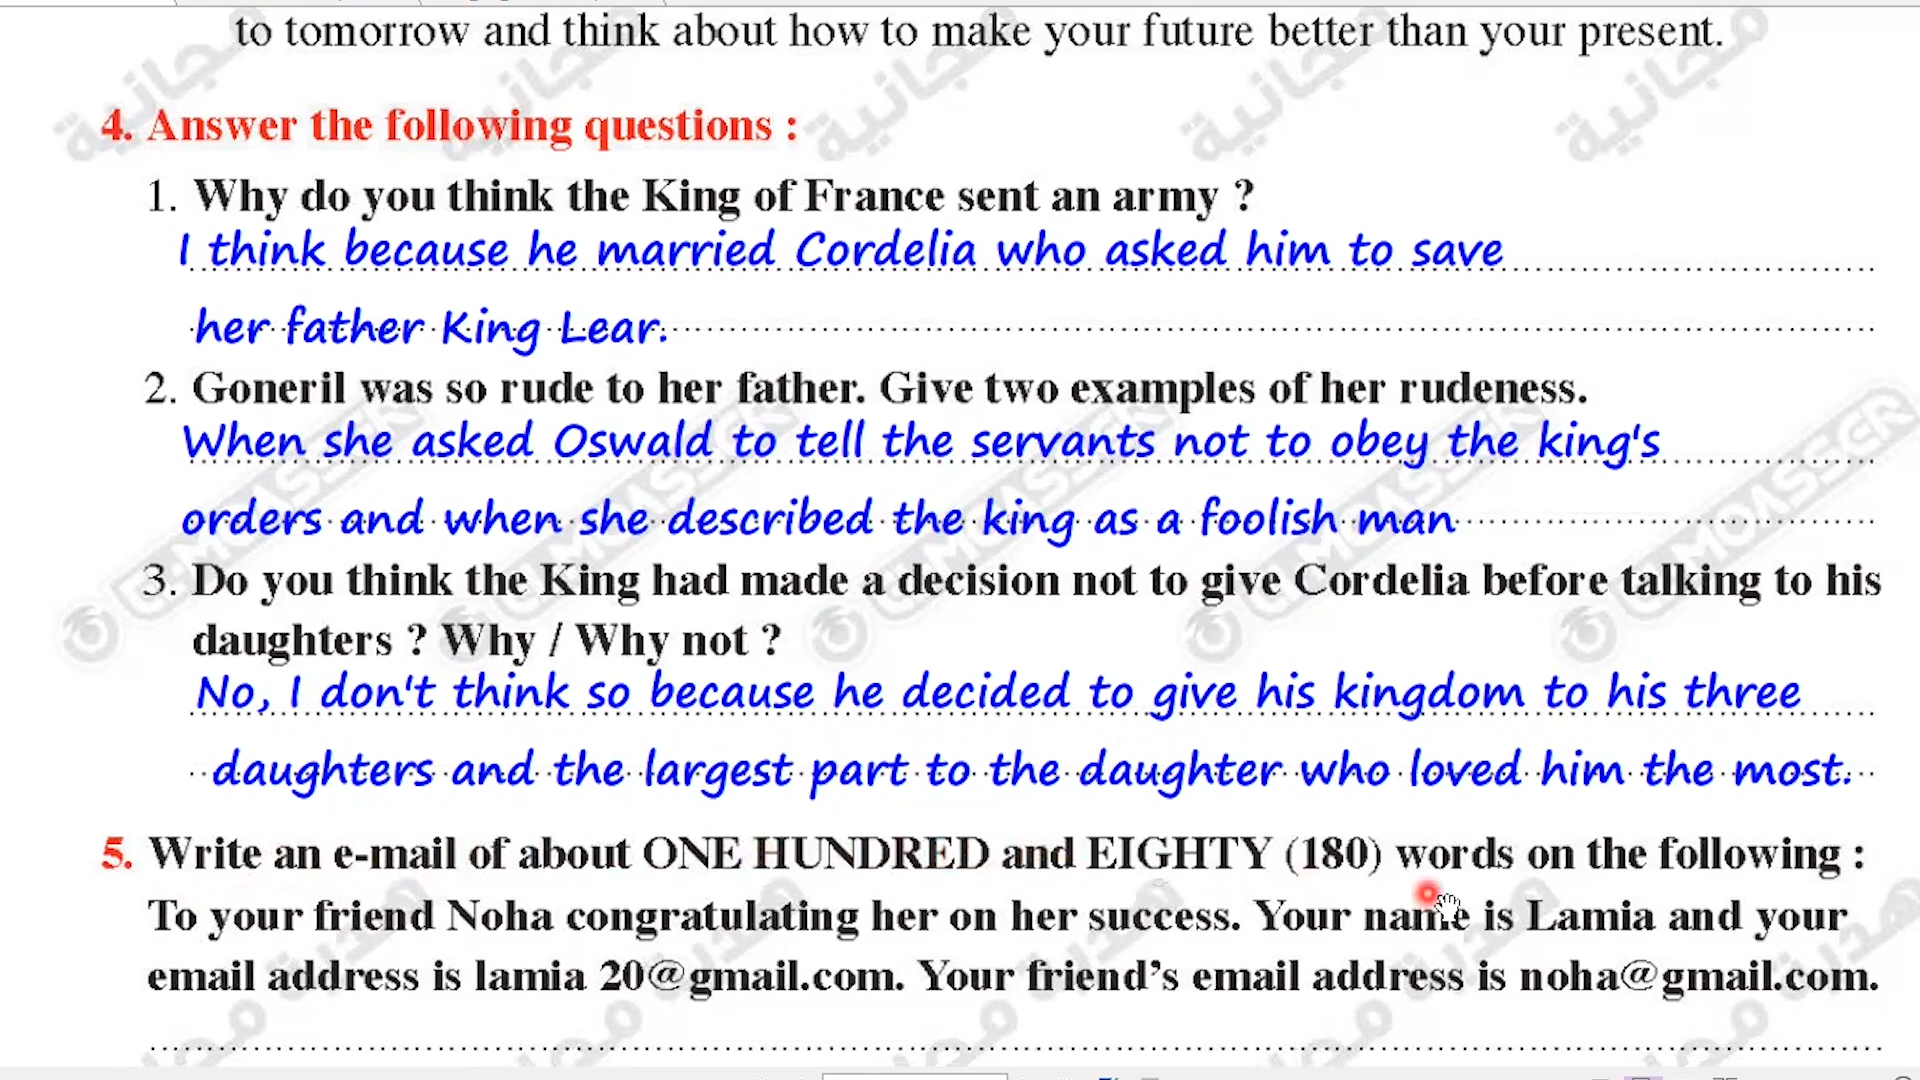 to tomorrow and think about how to make your future better than your present.
4. Answer the following questions :
1. Why do you think the King of France sent an army ?
I think because he married Cordelia who asked him to save
her father King Lear.
2. Goneril was so rude to her father. Give two examples of her rudeness.
When she asked Oswald to tell the servants not to obey the king's
orders and when she described the king as a foolish man
3. Do you think the King had made a decision not to give Cordelia before talking to his
daughters ? Why / Why not ?
No, I don't think so because he decided to give his kingdom to his three
daughters and the largest part to the daughter who loved him the most.
5. Write an e-mail of about ONE HUNDRED and EIGHTY (180) words on the following :
To your friend Noha congratulating her on her success. Your name is Lamia and your
email address is lamia 20@gmail.com. Your friend's email address is noha@gmail.com.